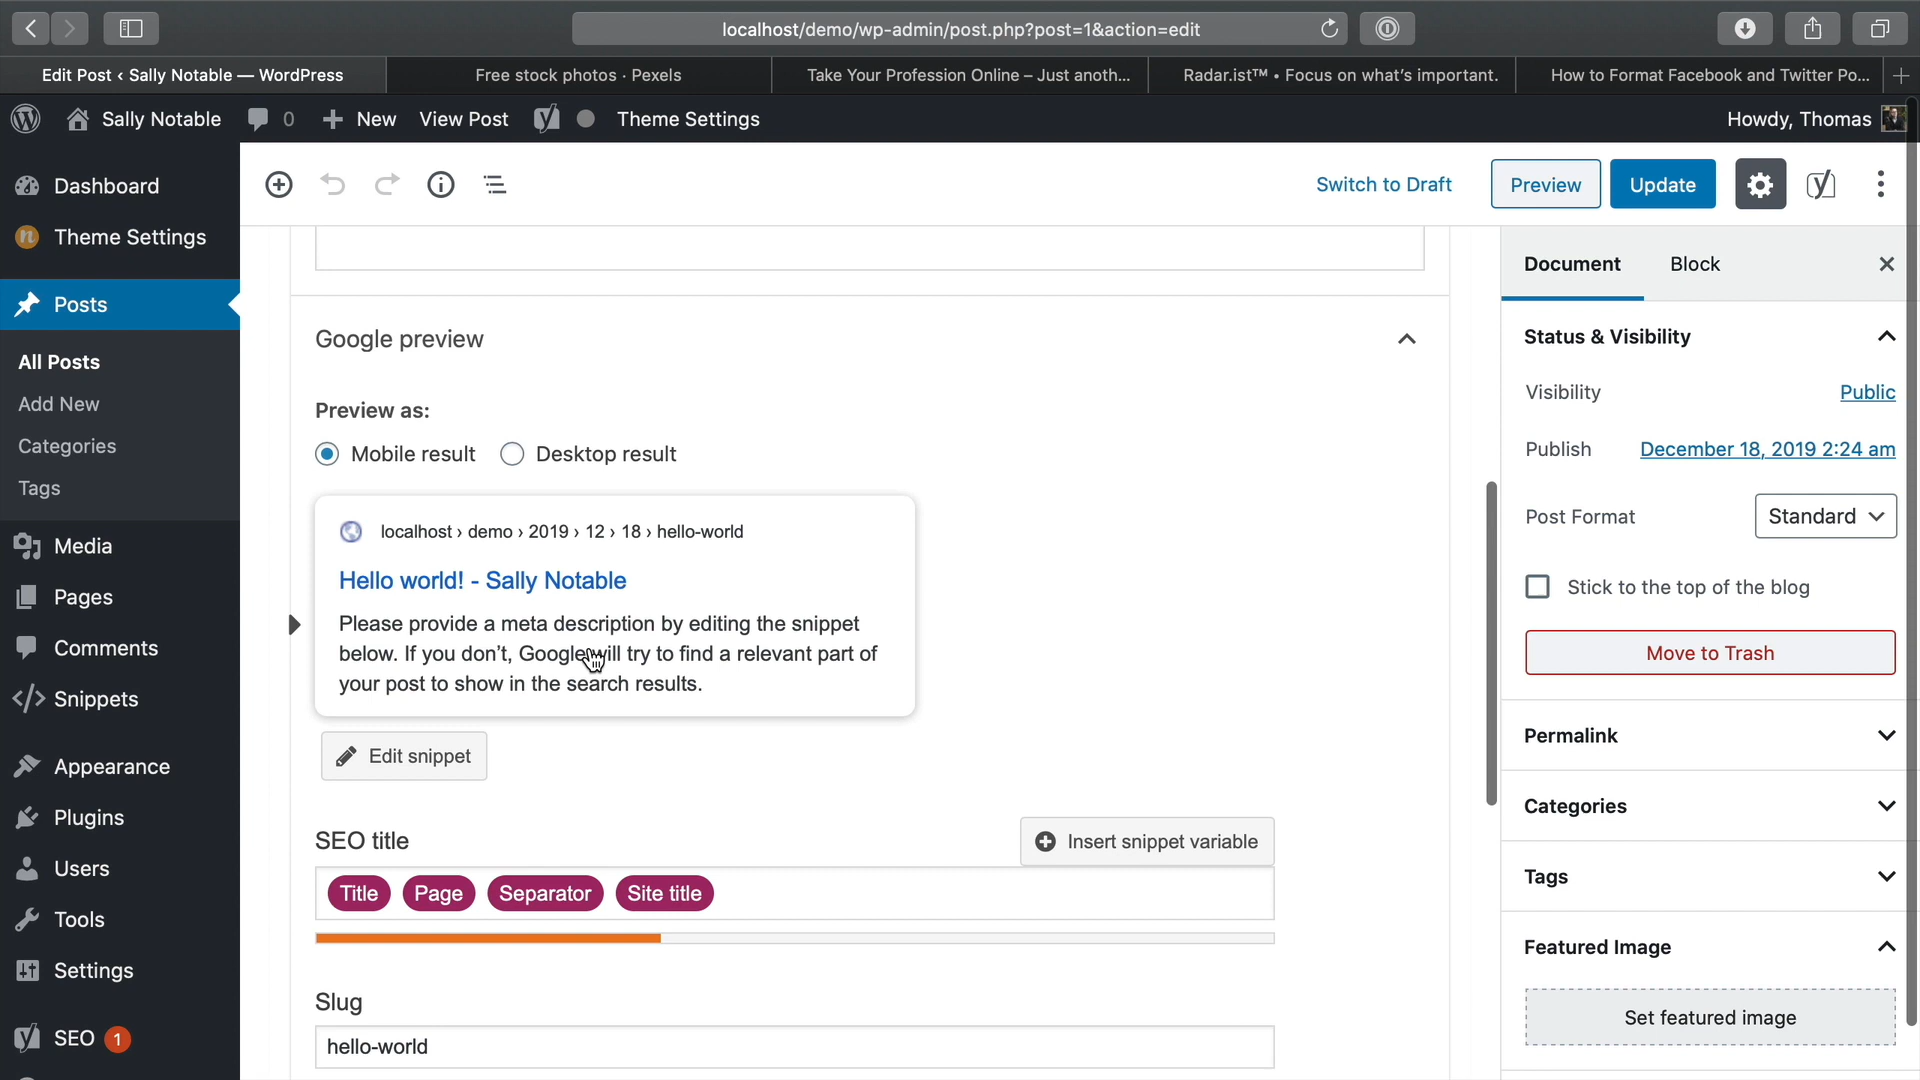 localhost/demo/wp-admin/post.php?post=1&action=edit
Edit Post ‹ Sally Notable — WordPress
Free stock photos · Pexels
Take Your Profession Online – Just anoth...
Radar.ist™ • Focus on what's important.
How to Format Facebook and Twitter Po...
Sally Notable
0
New
View Post
Theme Settings
Howdy, Thomas
Dashboard
Theme Settings
Posts
All Posts
Add New
Categories
Tags
Media
Pages
Comments
Snippets
Appearance
Plugins
Users
Tools
Settings
SEO 1
Switch to Draft
Preview
Update
Google preview
Preview as:
Mobile result
Desktop result
localhost › demo › 2019 › 12 › 18 › hello-world
Hello world! - Sally Notable
Please provide a meta description by editing the snippet
below. If you don't, Google will try to find a relevant part of
your post to show in the search results.
Edit snippet
SEO title
Insert snippet variable
Title Page Separator Site title
Slug
hello-world
Document
Block
Status & Visibility
Visibility
Public
Publish
December 18, 2019 2:24 am
Post Format
Standard
Stick to the top of the blog
Move to Trash
Permalink
Categories
Tags
Featured Image
Set featured image